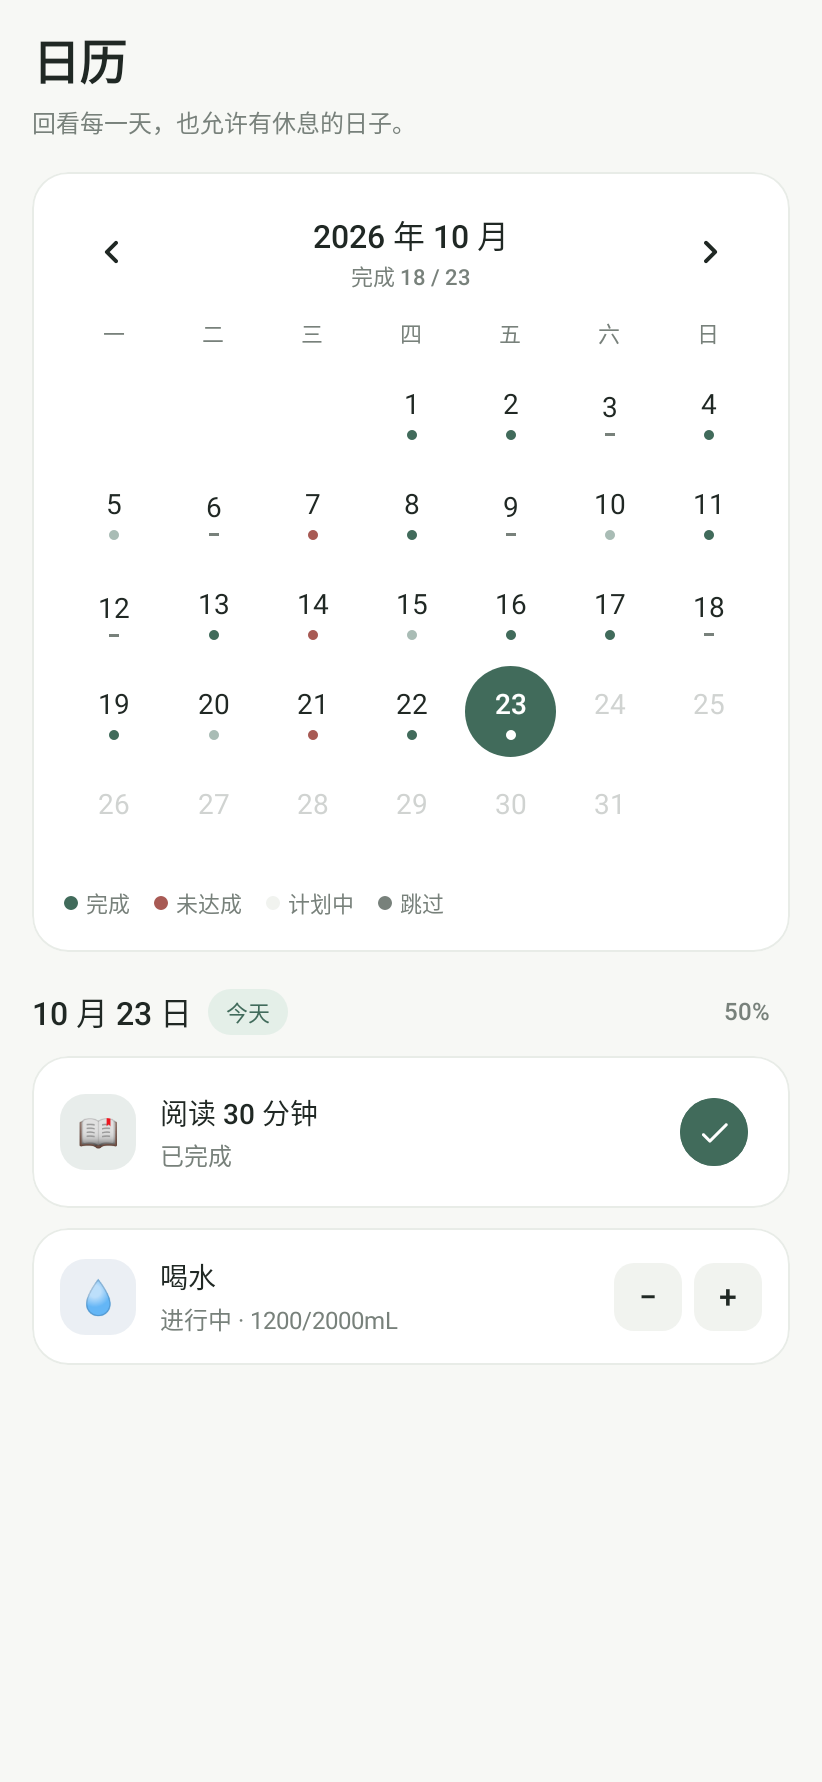 日历
回看每一天，也允许有休息的日子。
2026 年 10 月
完成 18 / 23
一 二 三 四 五 六 日
1 2 3 4
5 6 7 8 9 10 11
12 13 14 15 16 17 18
19 20 21 22 23 24 25
26 27 28 29 30 31
完成 未达成 计划中 跳过
10 月 23 日 今天 50%
阅读 30 分钟
已完成
喝水
进行中 · 1200/2000mL
− +